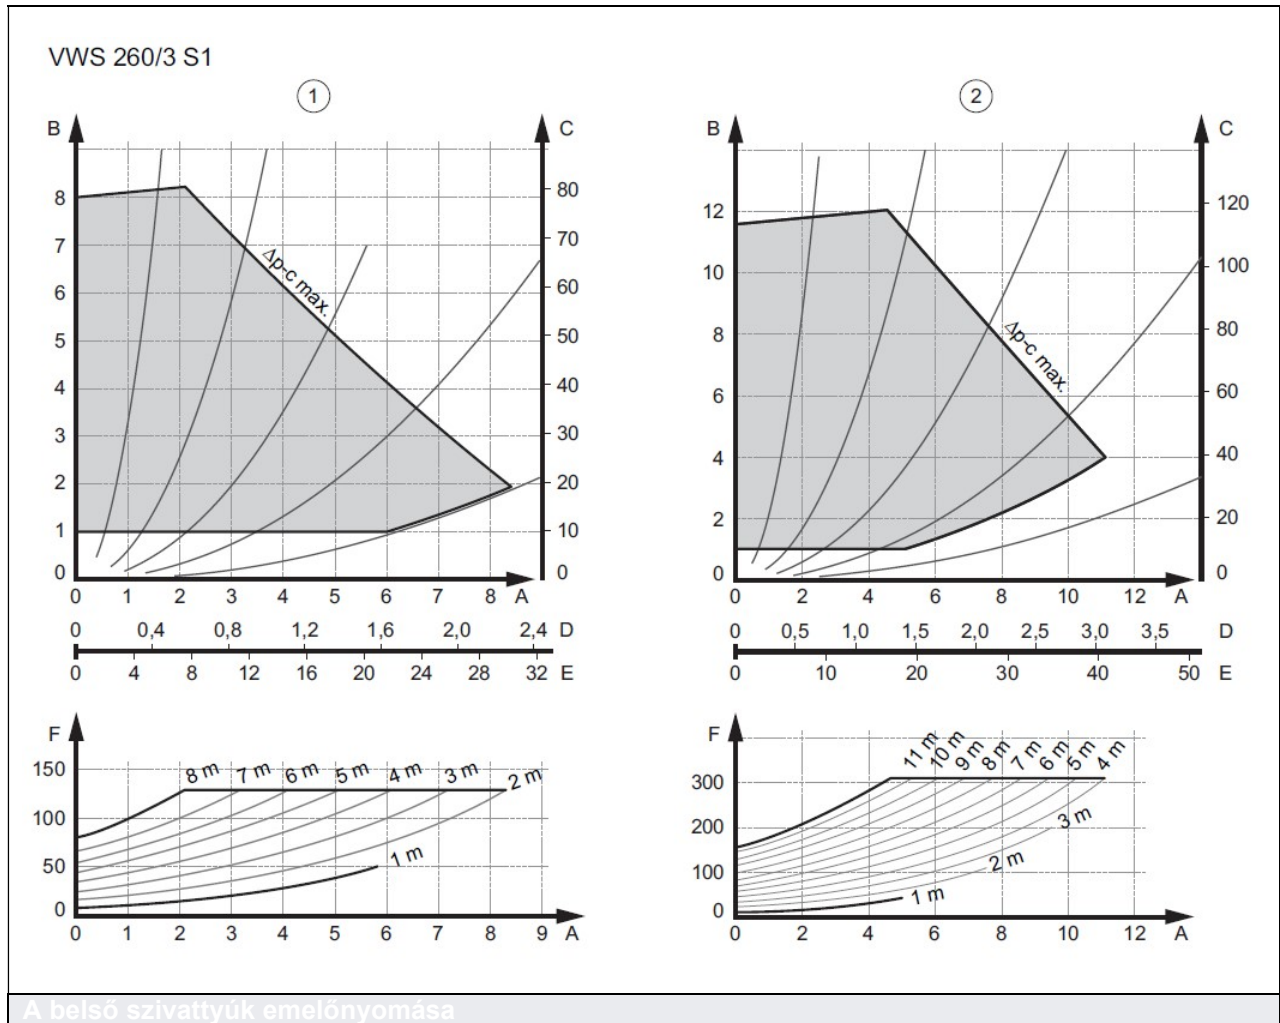 VWS 260/3 S1
1
2
B
C
8
7
6
5
4
3
2
1
0
80
70
60
50
40
30
20
10
0
Δp-c max.
0 1 2 3 4 5 6 7 8 A
0 0,4 0,8 1,2 1,6 2,0 2,4 D
0 4 8 12 16 20 24 28 32 E
B
C
12
10
8
6
4
2
0
120
100
80
60
40
20
0
Δp-c max.
0 2 4 6 8 10 12 A
0 0,5 1,0 1,5 2,0 2,5 3,0 3,5 D
0 10 20 30 40 50 E
F
150
100
50
0
8 m 7 m 6 m 5 m 4 m 3 m 2 m
1 m
0 1 2 3 4 5 6 7 8 9 A
F
300
200
100
0
11 m 10 m 9 m 8 m 7 m 6 m 5 m 4 m
3 m
2 m
1 m
0 2 4 6 8 10 12 A
A belső szivattyúk emelőnyomása